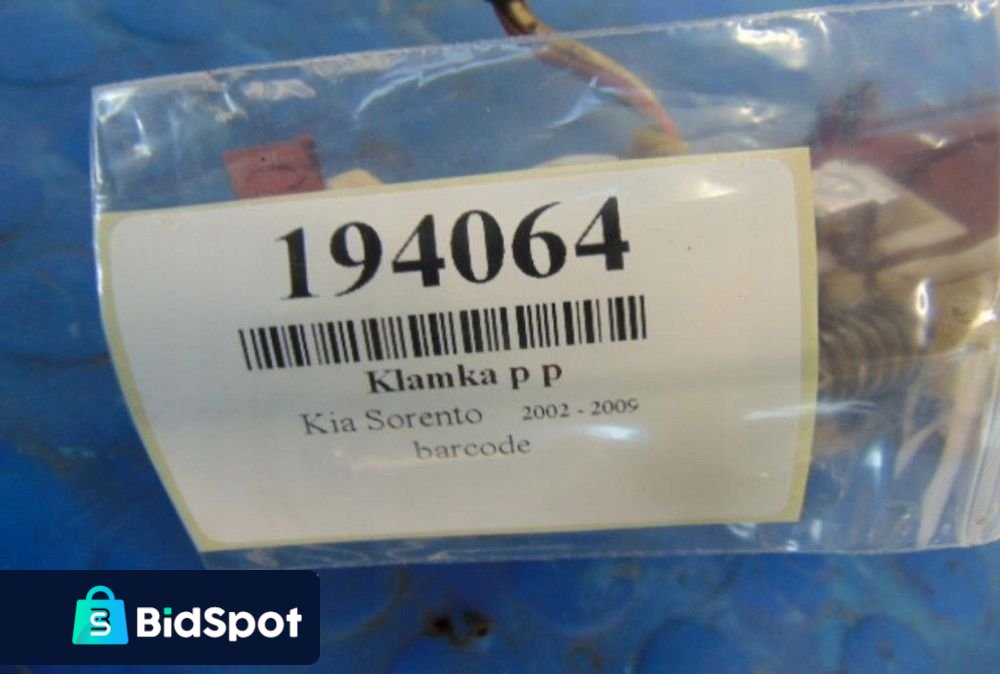 194064
Klamka p p
Kia Sorento 2002 - 2009
barcode
BidSpot